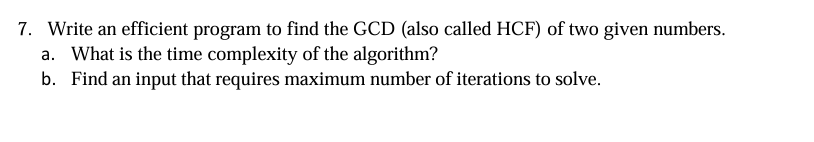 7. Write an efficient program to find the GCD (also called HCF) of two given numbers.
a. What is the time complexity of the algorithm?
b. Find an input that requires maximum number of iterations to solve.